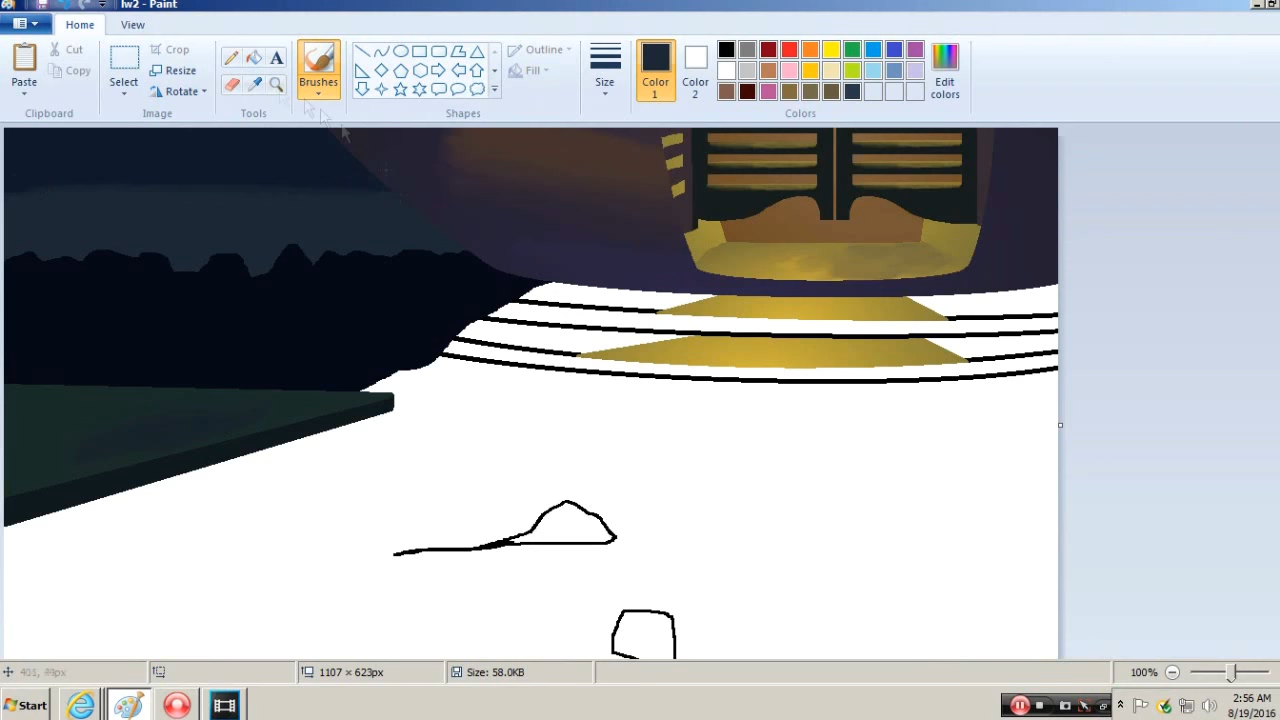 lw2 - Paint
Home View
Paste
Cut
Copy
Clipboard
Select
Crop
Resize
Rotate
Image
Tools
Brushes
Outline
Fill
Shapes
Size
Color 1
Color 2
Edit colors
Colors
1107 × 623px
Size: 58.0KB
100%
Start
2:56 AM
8/19/2016